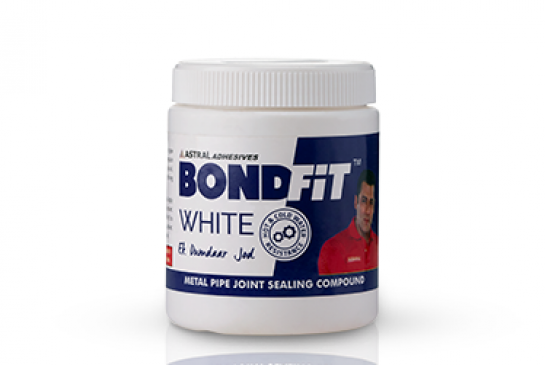 ASTRAL ADHESIVES
BONDFiT™
WHITE
HOT & COLD WATER RESISTANCE
Ek Dumdaar Jod
METAL PIPE JOINT SEALING COMPOUND